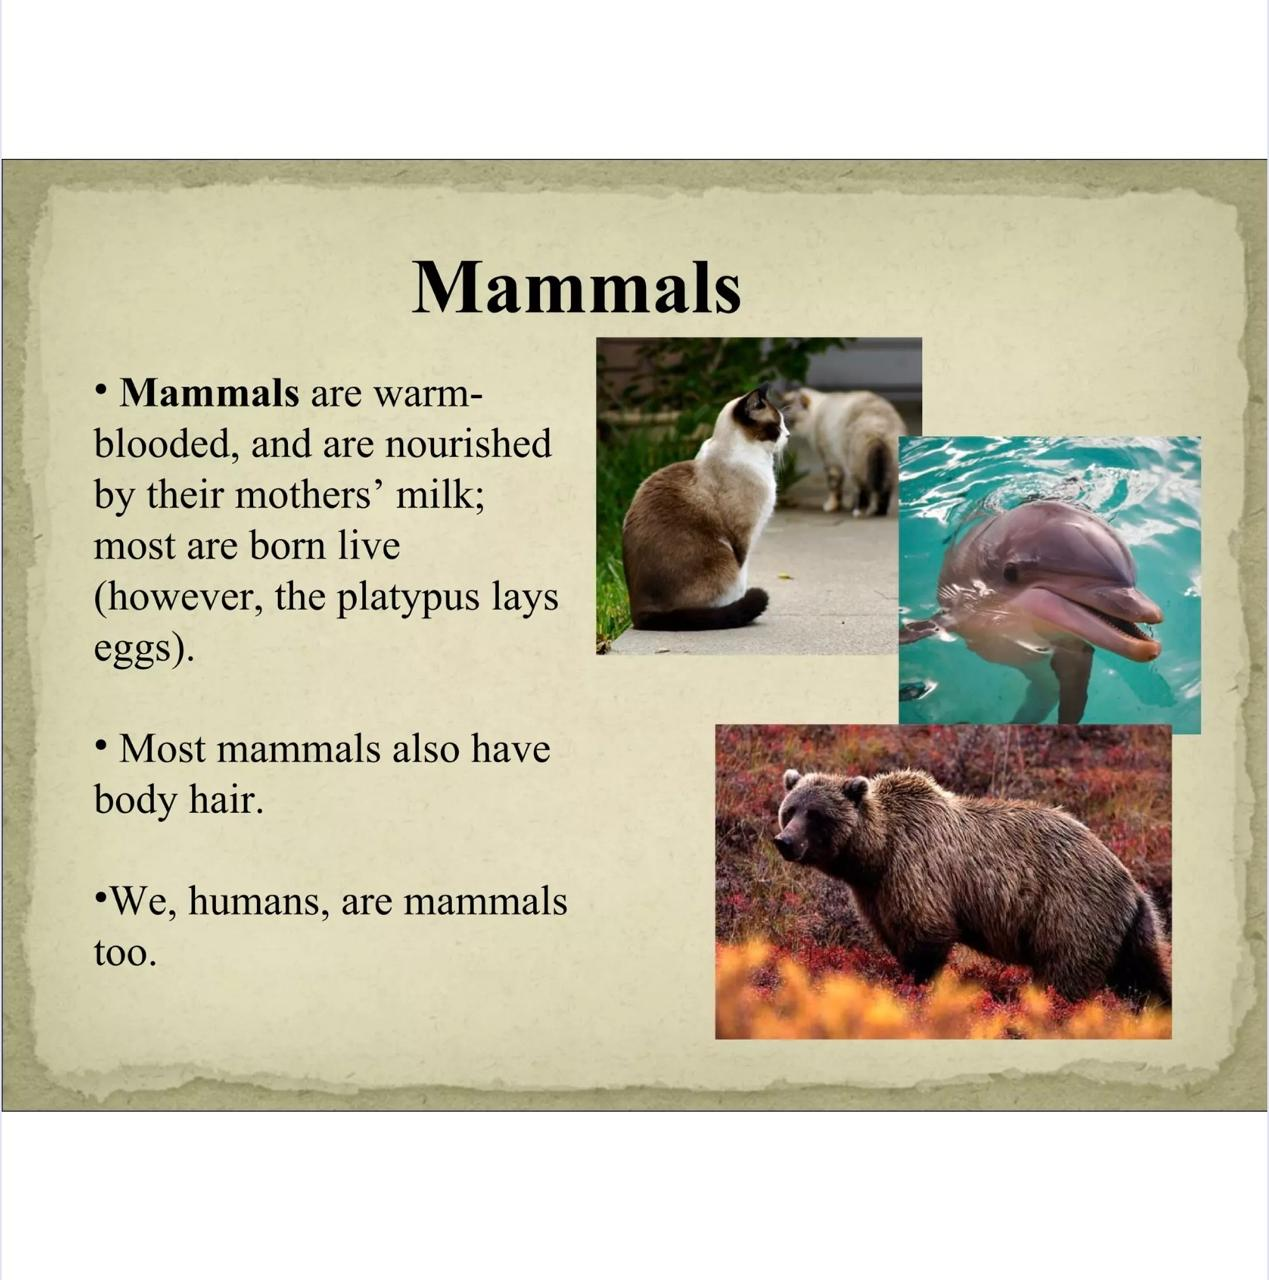 Mammals
• Mammals are warm-
blooded, and are nourished
by their mothers’ milk;
most are born live
(however, the platypus lays
eggs).
• Most mammals also have
body hair.
•We, humans, are mammals
too.